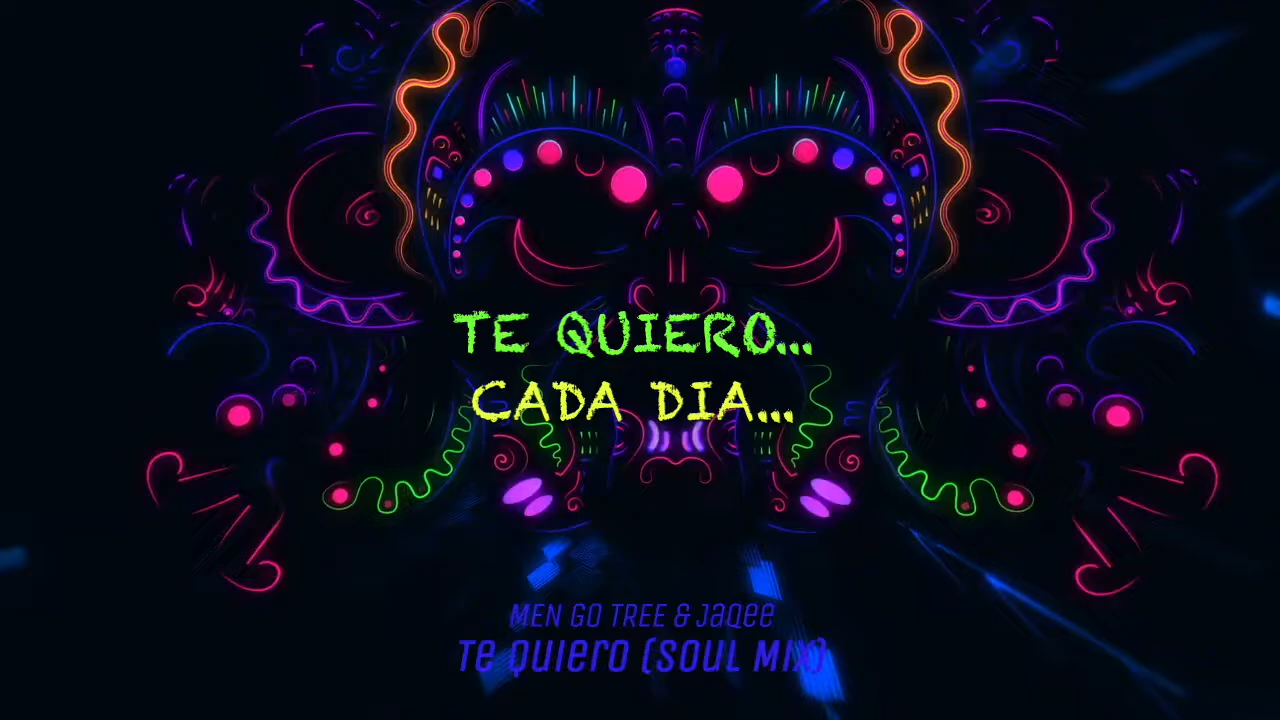 TE QUIERO...
CADA DIA...
MEN GO TREE & JaQee
Te QUIERO (SOUL MIX)